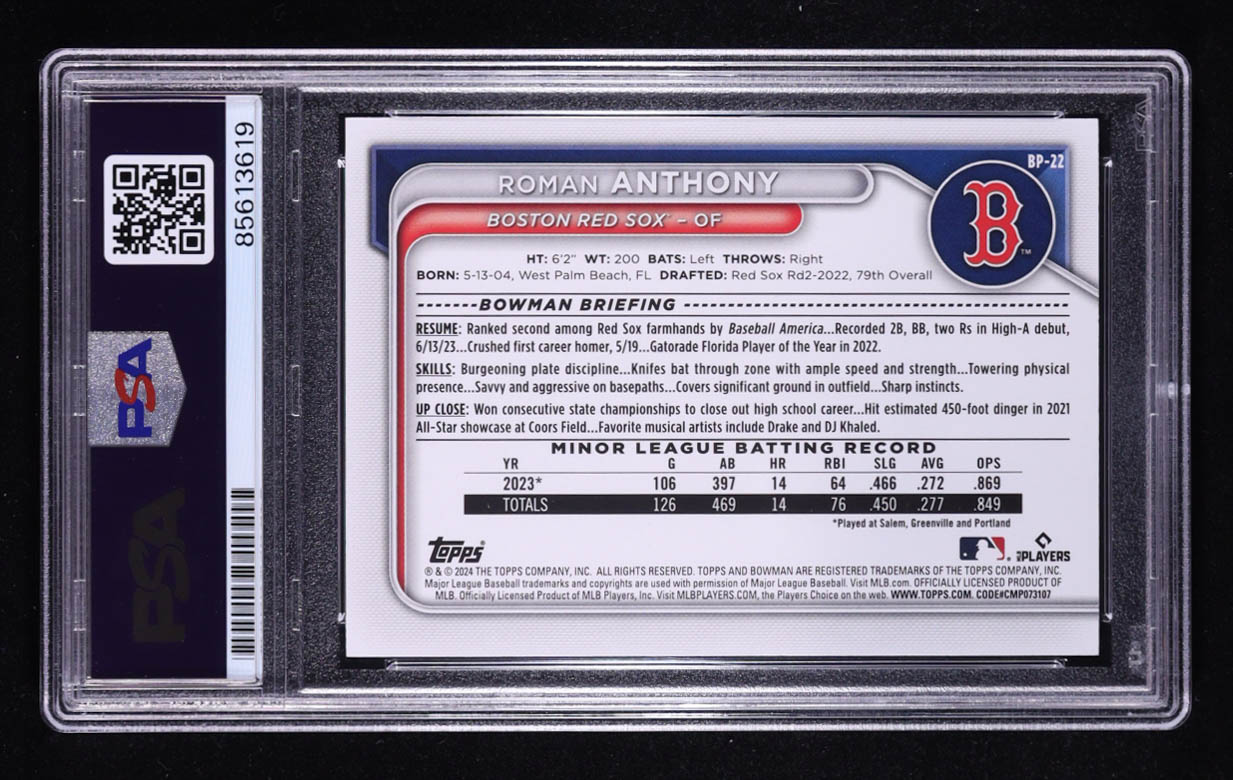 85613619
PSA
PSA
BP-22
ROMAN ANTHONY
B
TM
BOSTON RED SOX™ – OF
HT: 6'2" WT: 200 BATS: Left THROWS: Right
BORN: 5-13-04, West Palm Beach, FL DRAFTED: Red Sox Rd2-2022, 79th Overall
-------BOWMAN BRIEFING -------
RESUME: Ranked second among Red Sox farmhands by Baseball America...Recorded 2B, BB, two Rs in High-A debut,
6/13/23...Crushed first career homer, 5/19...Gatorade Florida Player of the Year in 2022.
SKILLS: Burgeoning plate discipline...Knifes bat through zone with ample speed and strength...Towering physical
presence...Savvy and aggressive on basepaths...Covers significant ground in outfield...Sharp instincts.
UP CLOSE: Won consecutive state championships to close out high school career...Hit estimated 450-foot dinger in 2021
All-Star showcase at Coors Field...Favorite musical artists include Drake and DJ Khaled.
MINOR LEAGUE BATTING RECORD
YR G AB HR RBI SLG AVG OPS
2023* 106 397 14 64 .466 .272 .869
TOTALS 126 469 14 76 .450 .277 .849
*Played at Salem, Greenville and Portland
Topps®
MLB PLAYERS
® & © 2024 THE TOPPS COMPANY, INC. ALL RIGHTS RESERVED. TOPPS AND BOWMAN ARE REGISTERED TRADEMARKS OF THE TOPPS COMPANY, INC.
Major League Baseball trademarks and copyrights are used with permission of Major League Baseball. Visit MLB.com. OFFICIALLY LICENSED PRODUCT OF
MLB. Officially Licensed Product of MLB Players, Inc. Visit MLBPLAYERS.COM, the Players Choice on the web. WWW.TOPPS.COM. CODE#CMP073107